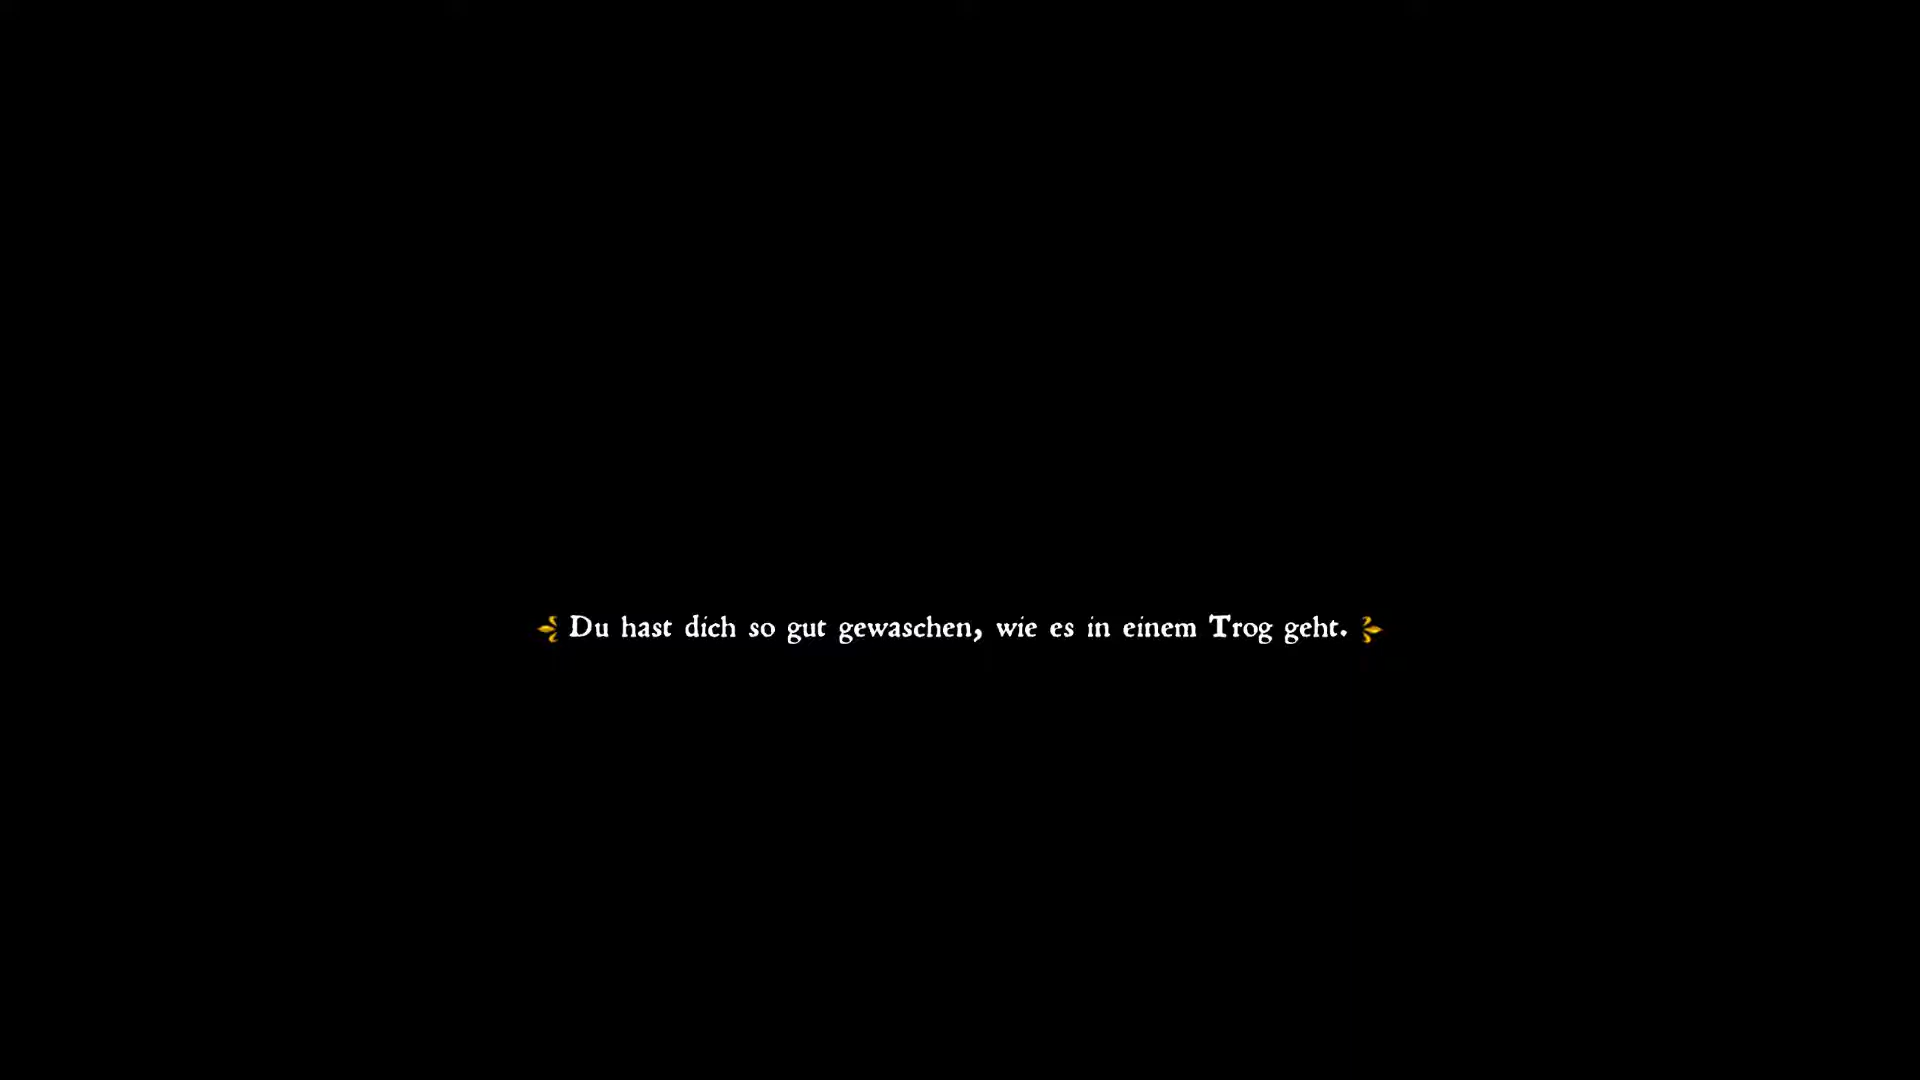 Du hast dich so gut gewaschen, wie es in einem Trog geht.